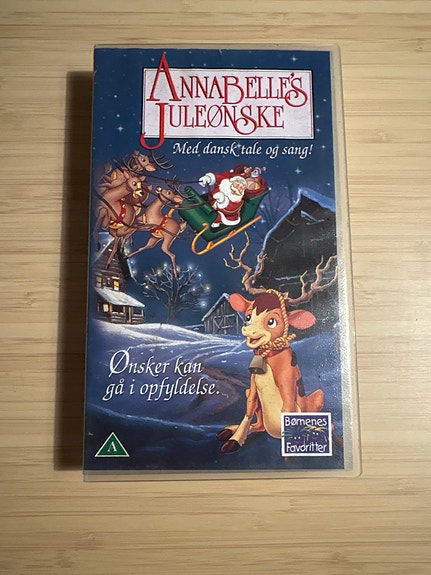 ANNABELLE'S
JULEØNSKE
Med dansk tale og sang!
Ønsker kan
gå i opfyldelse.
A
Børnenes
Favoritter